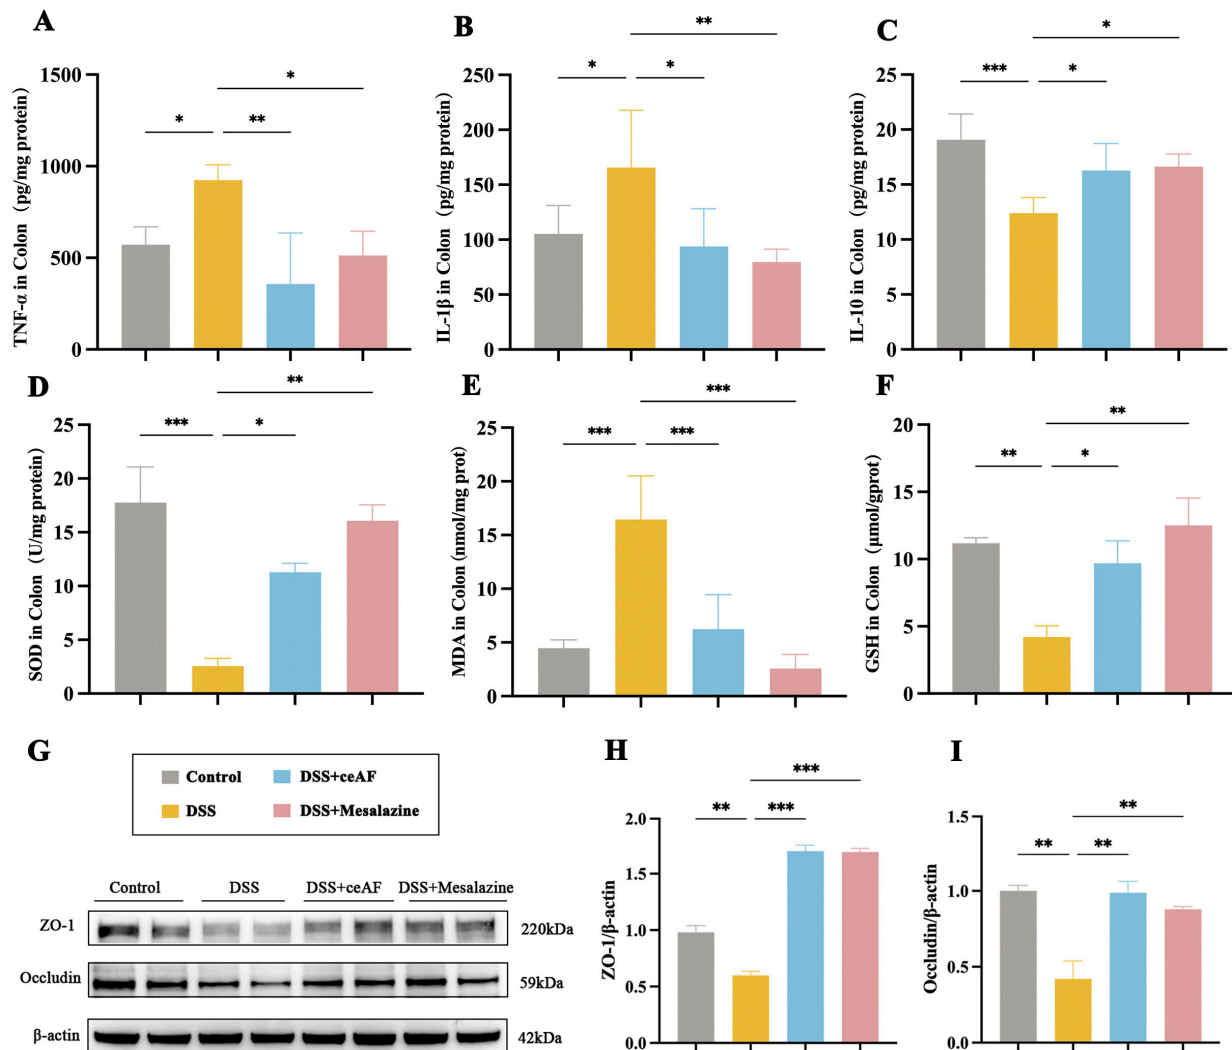 A
TNF-α in Colon (pg/mg protein)
1500
1000
500
0
*
**
*
B
IL-1β in Colon (pg/mg protein)
250
200
150
100
50
0
*
*
**
C
IL-10 in Colon (pg/mg protein)
25
20
15
10
5
0
***
*
*
D
SOD in Colon (U/mg protein)
25
20
15
10
5
0
***
*
**
E
MDA in Colon (nmol/mg prot)
25
20
15
10
5
0
***
***
***
F
GSH in Colon (μmol/gprot)
20
15
10
5
0
**
*
**
G
Control
DSS+ceAF
DSS
DSS+Mesalazine
Control DSS DSS+ceAF DSS+Mesalazine
ZO-1 220kDa
Occludin 59kDa
β-actin 42kDa
H
ZO-1/β-actin
2.0
1.5
1.0
0.5
0.0
**
***
***
I
Occludin/β-actin
1.5
1.0
0.5
0.0
**
**
**